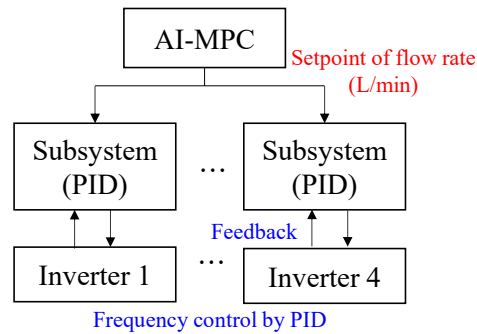 AI-MPC
Setpoint of flow rate
(L/min)
Subsystem
(PID)
...
Subsystem
(PID)
Feedback
Inverter 1
...
Inverter 4
Frequency control by PID